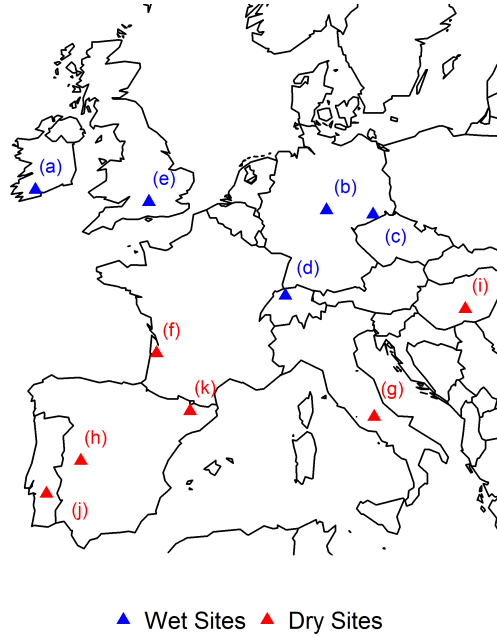 (a)
(e)
(b)
(c)
(d)
(i)
(f)
(k)
(g)
(h)
(j)
Wet Sites Dry Sites